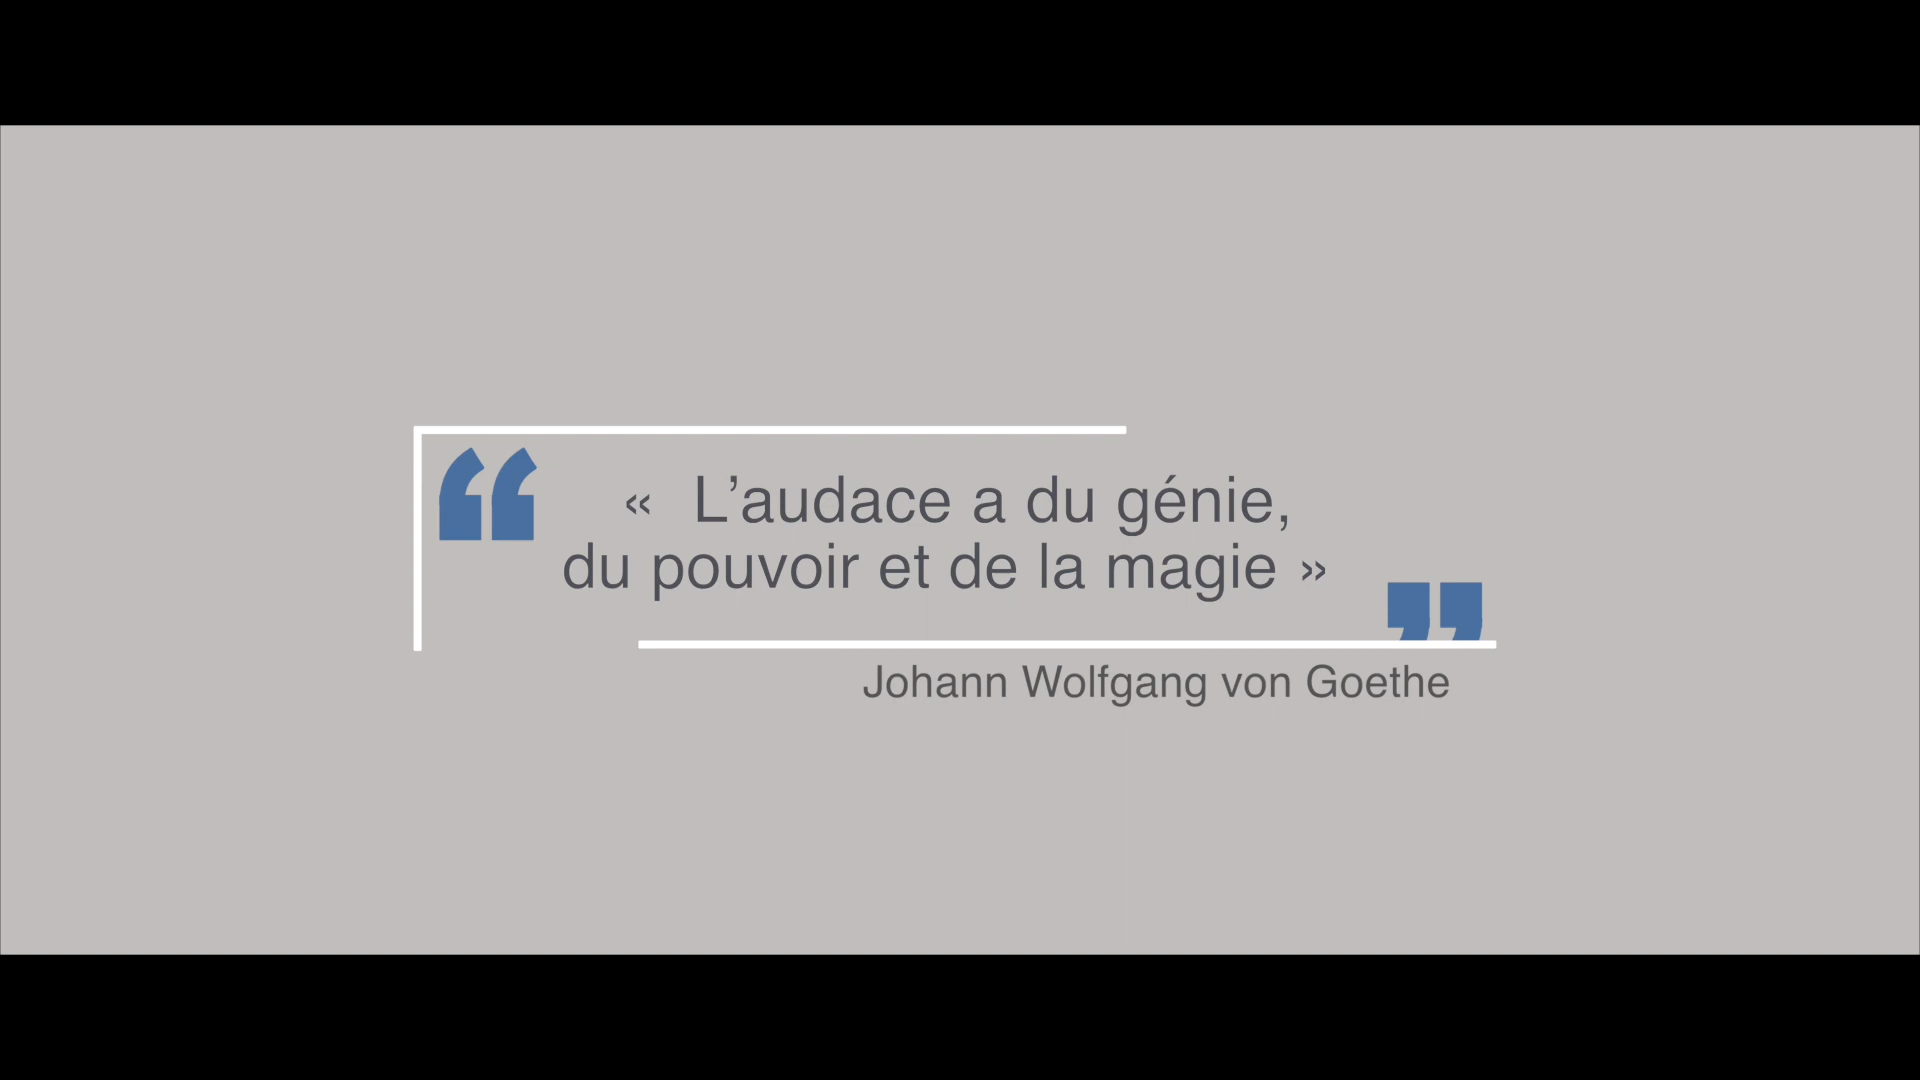 «  L’audace a du génie,
du pouvoir et de la magie »
Johann Wolfgang von Goethe